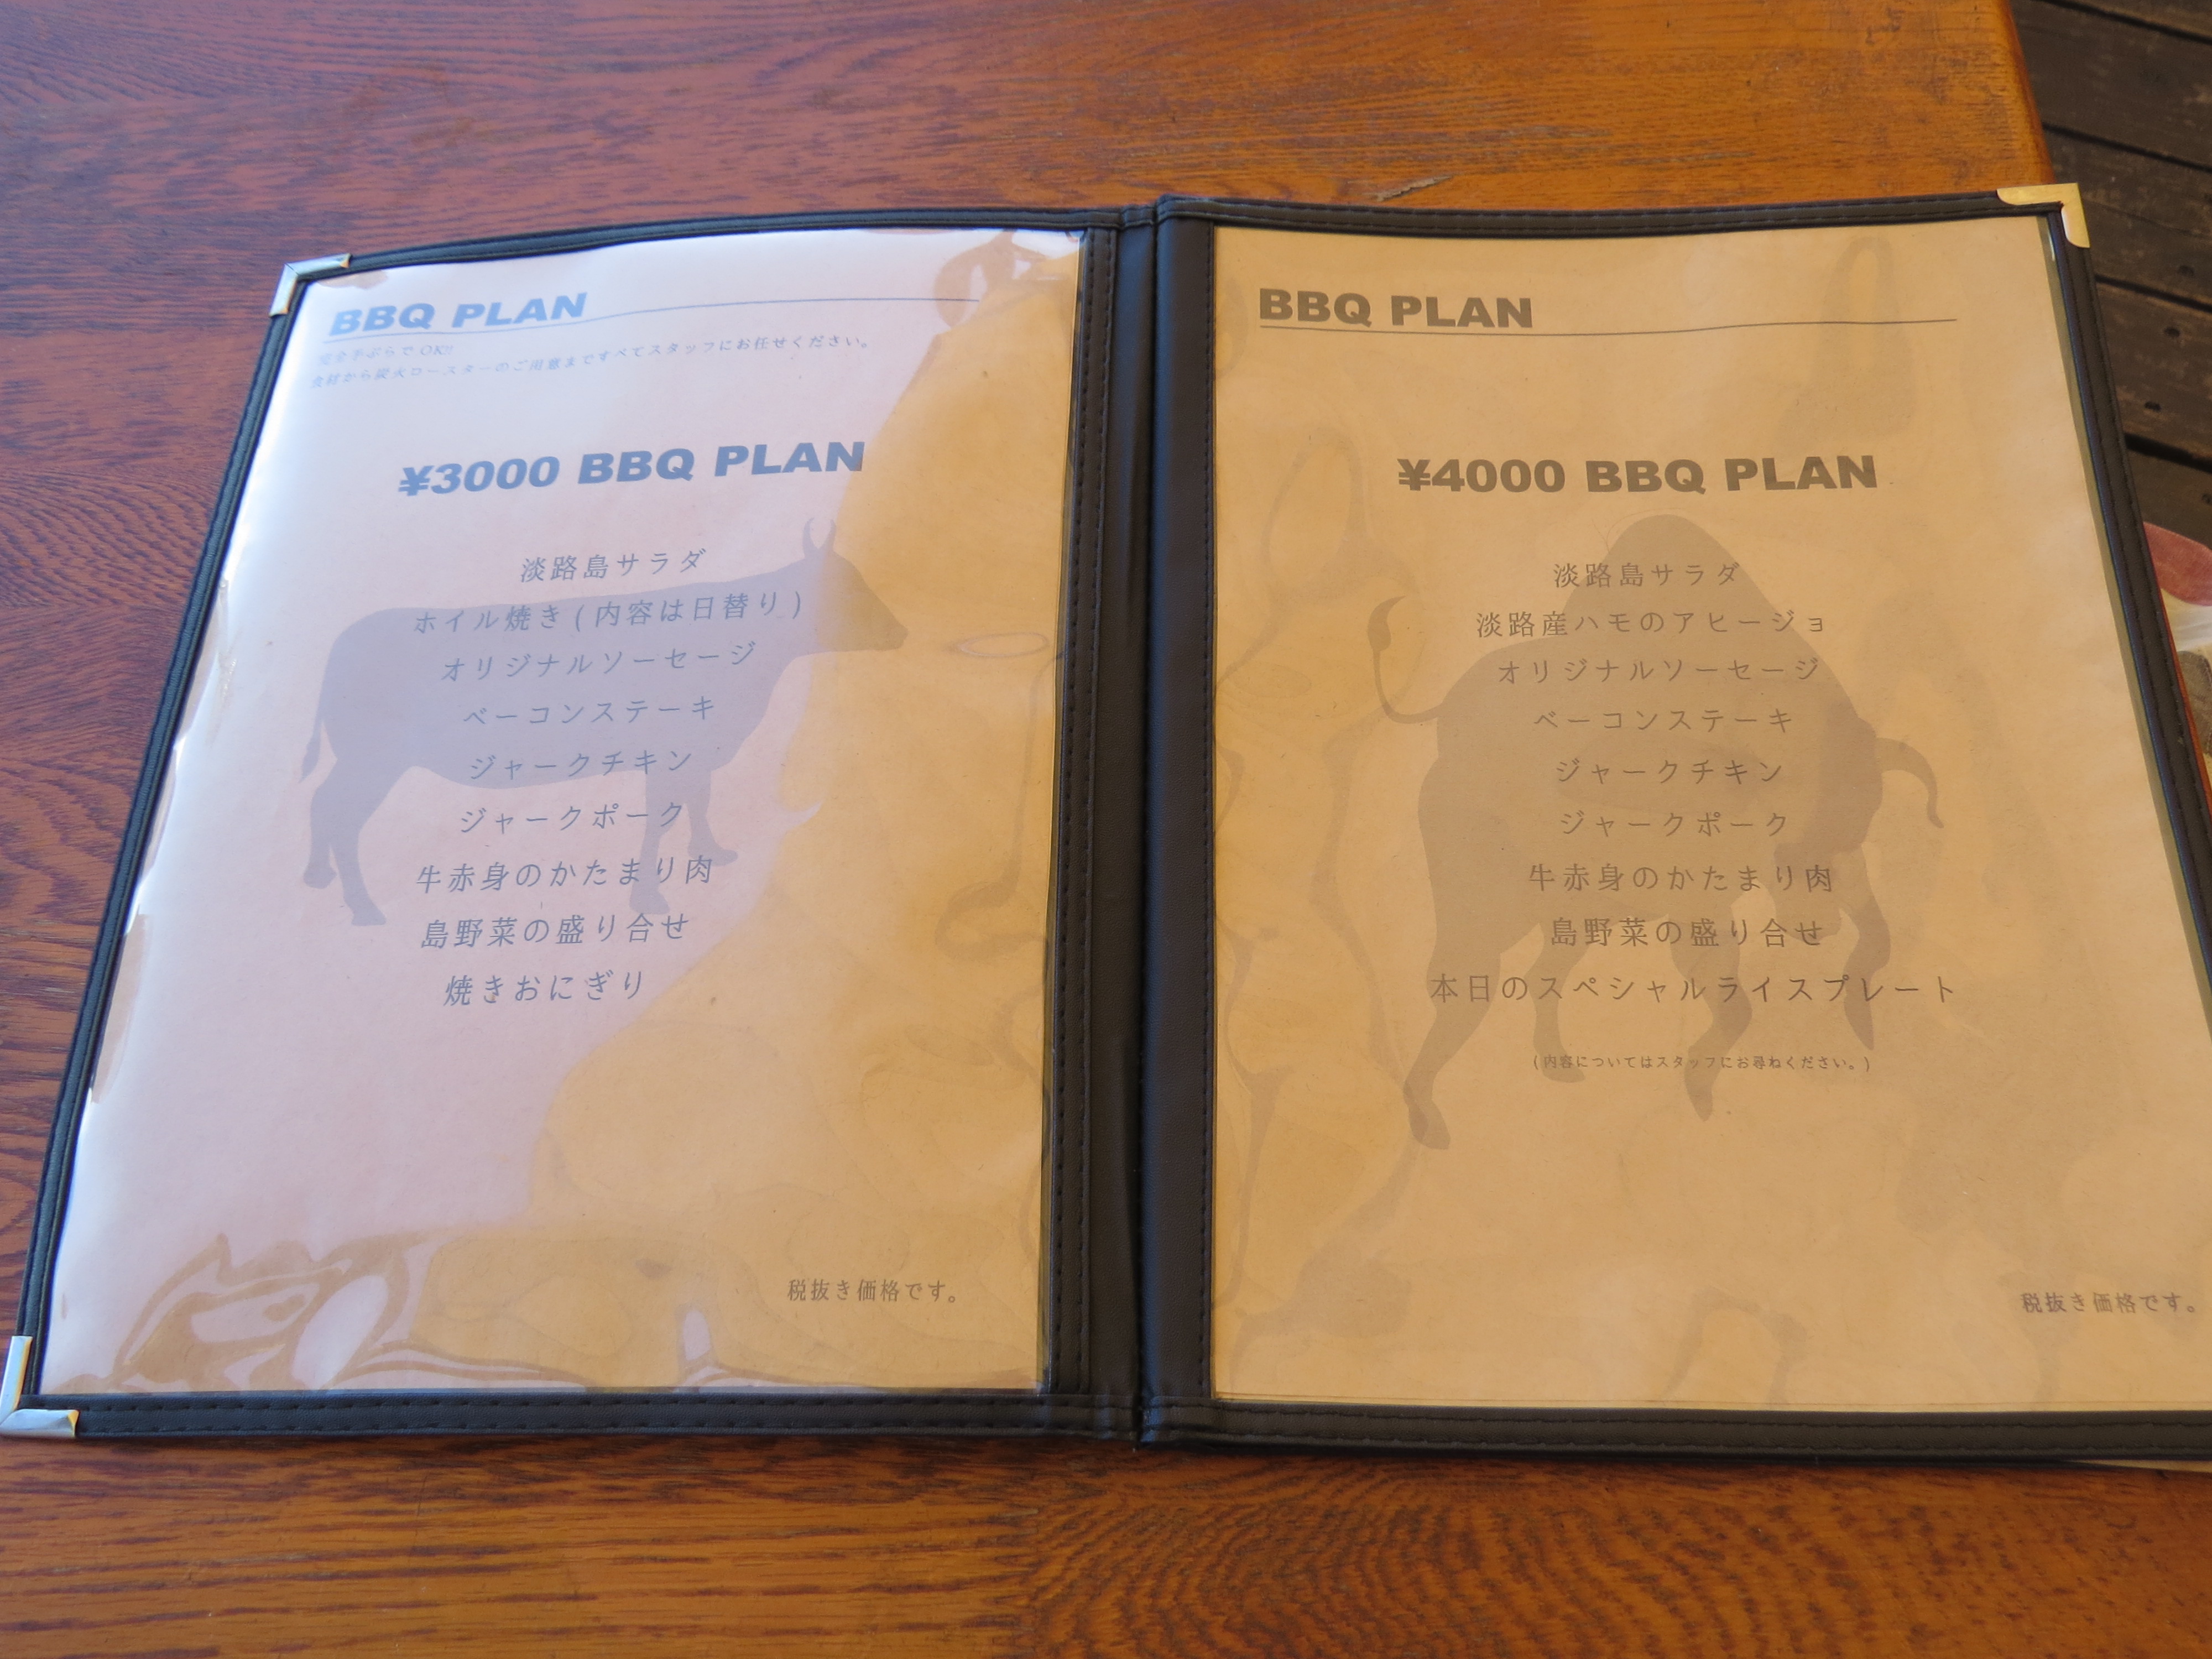 BBQ PLAN
完全手ぶらで OK!!
食材から炭火ロースターのご用意まですべてスタッフにお任せください。
¥3000 BBQ PLAN
淡路島サラダ
ホイル焼き ( 内容は日替り )
オリジナルソーセージ
ベーコンステーキ
ジャークチキン
ジャークポーク
牛赤身のかたまり肉
島野菜の盛り合せ
焼きおにぎり
税抜き価格です。
BBQ PLAN
¥4000 BBQ PLAN
淡路島サラダ
淡路産ハモのアヒージョ
オリジナルソーセージ
ベーコンステーキ
ジャークチキン
ジャークポーク
牛赤身のかたまり肉
島野菜の盛り合せ
本日のスペシャルライスプレート
(内容についてはスタッフにお尋ねください。)
税抜き価格です。